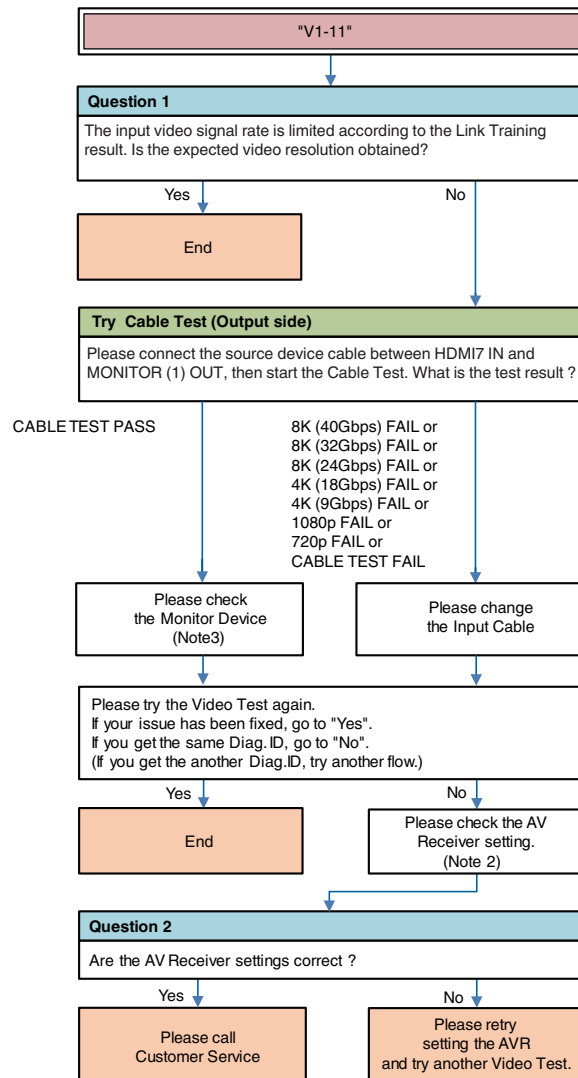 "V1-11"
Question 1
The input video signal rate is limited according to the Link Training
result. Is the expected video resolution obtained?
Yes
No
End
Try Cable Test (Output side)
Please connect the source device cable between HDMI7 IN and
MONITOR (1) OUT, then start the Cable Test. What is the test result ?
CABLE TEST PASS
8K (40Gbps) FAIL or
8K (32Gbps) FAIL or
8K (24Gbps) FAIL or
4K (18Gbps) FAIL or
4K (9Gbps) FAIL or
1080p FAIL or
720p FAIL or
CABLE TEST FAIL
Please check
the Monitor Device
(Note3)
Please change
the Input Cable
Please try the Video Test again.
If your issue has been fixed, go to "Yes".
If you get the same Diag.ID, go to "No".
(If you get the another Diag.ID, try another flow.)
Yes
No
End
Please check the AV
Receiver setting.
(Note 2)
Question 2
Are the AV Receiver settings correct ?
Yes
No
Please call
Customer Service
Please retry
setting the AVR
and try another Video Test.